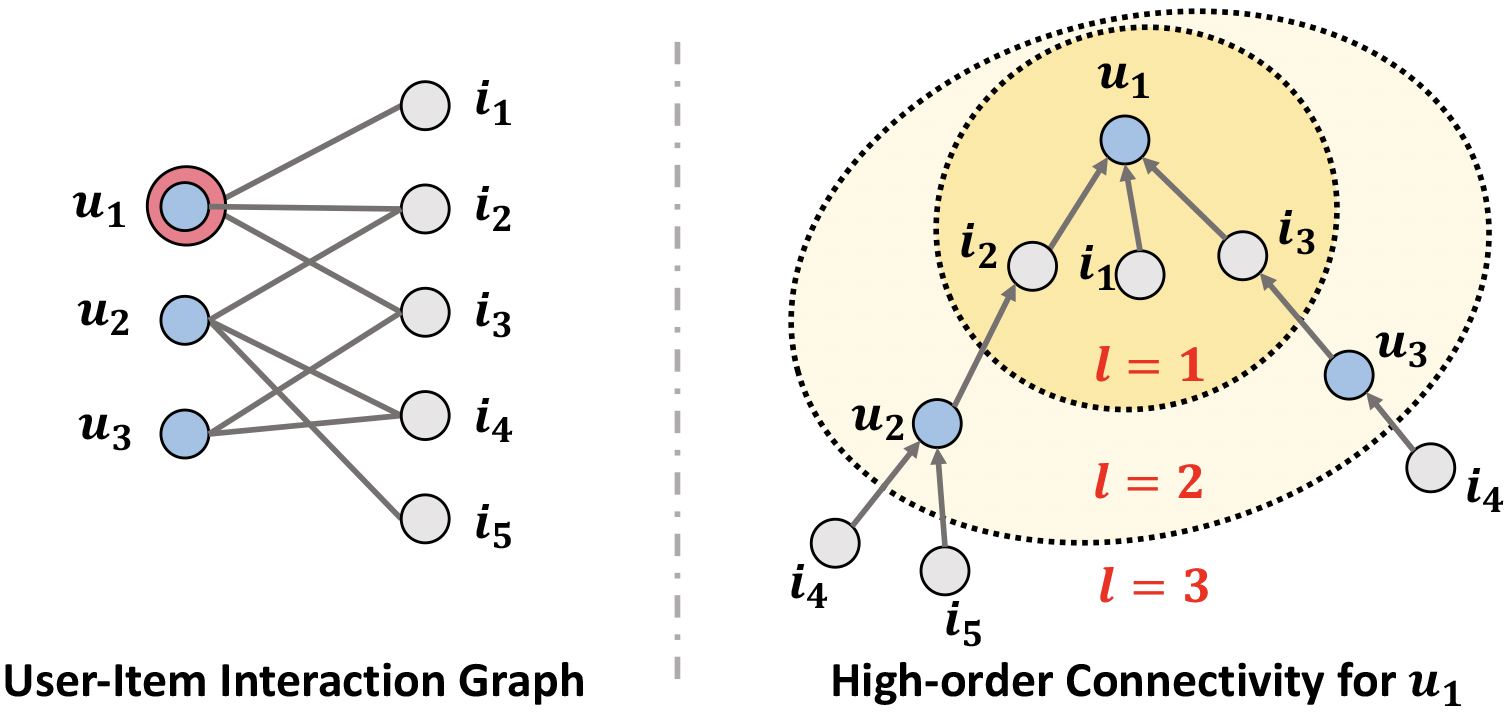 u₁
u₂
u₃
i₁
i₂
i₃
i₄
i₅
User-Item Interaction Graph
u₁
i₂
i₁
i₃
l = 1
u₃
u₂
l = 2
i₄
i₄
i₅
l = 3
High-order Connectivity for u₁